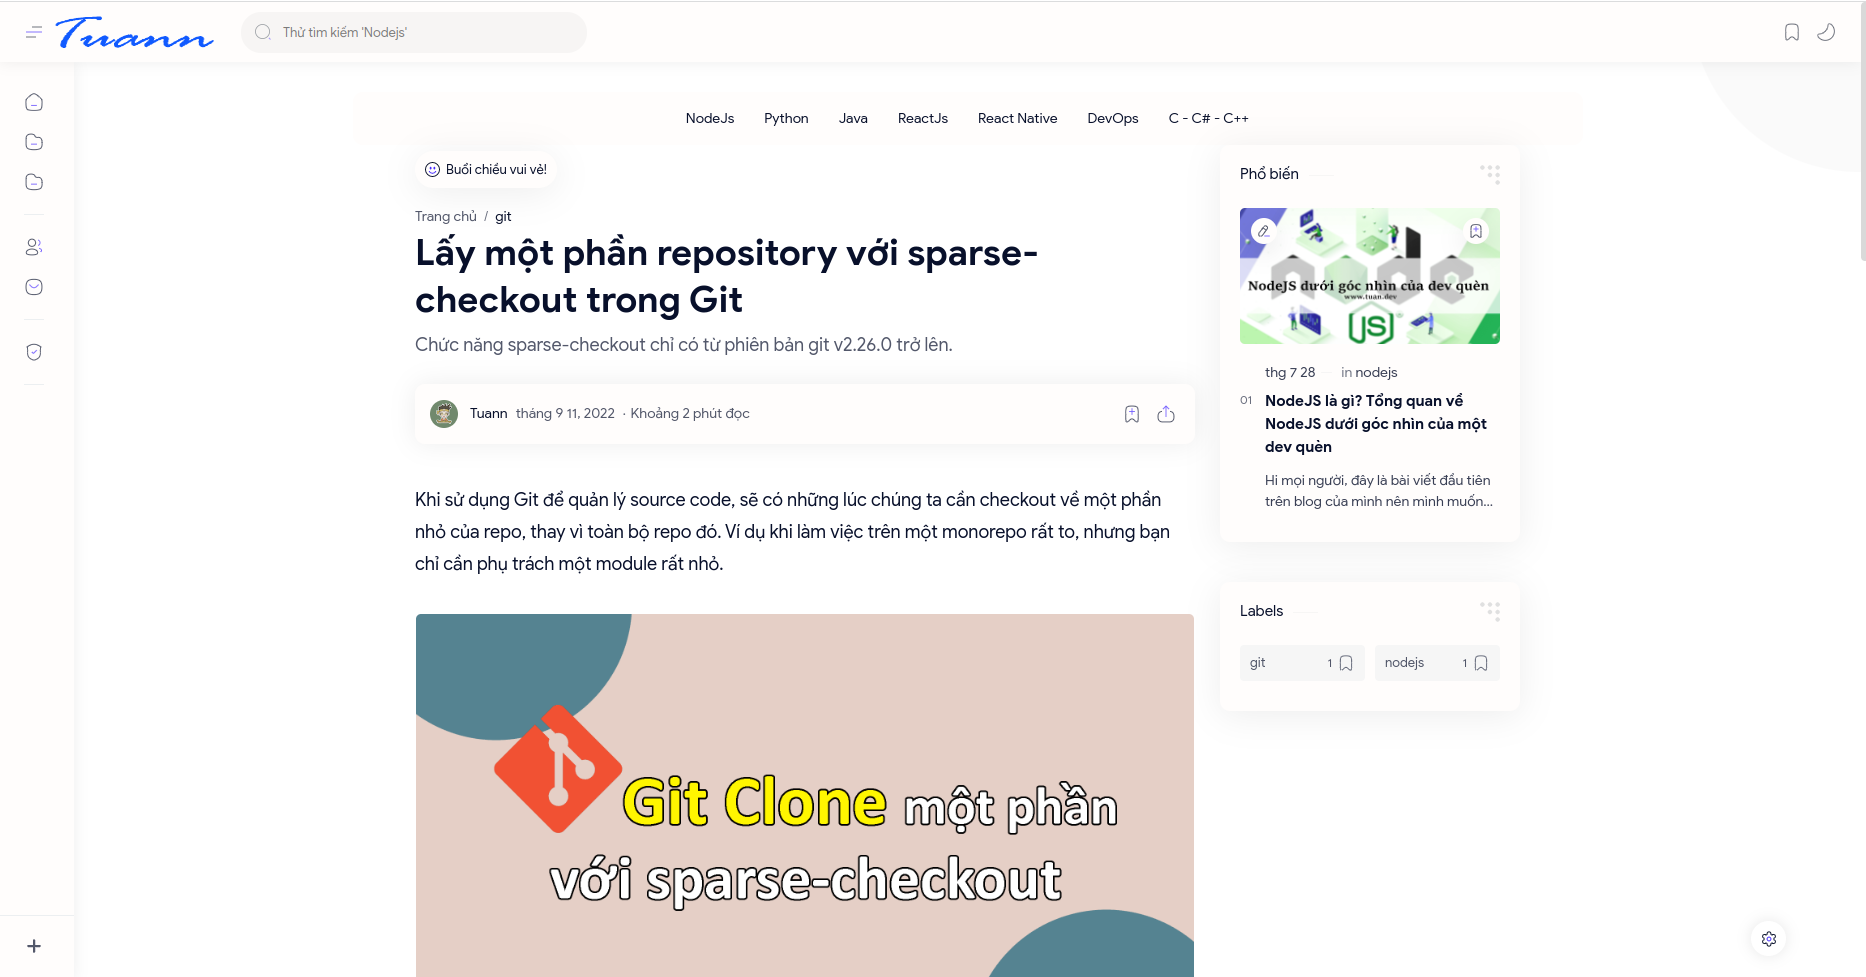 Tuann
Thử tìm kiếm 'Nodejs'
NodeJs Python Java ReactJs React Native DevOps C - C# - C++
Buổi chiều vui vẻ!
Trang chủ / git
Lấy một phần repository với sparse-
checkout trong Git
Chức năng sparse-checkout chỉ có từ phiên bản git v2.26.0 trở lên.
Tuann tháng 9 11, 2022 · Khoảng 2 phút đọc
Khi sử dụng Git để quản lý source code, sẽ có những lúc chúng ta cần checkout về một phần
nhỏ của repo, thay vì toàn bộ repo đó. Ví dụ khi làm việc trên một monorepo rất to, nhưng bạn
chỉ cần phụ trách một module rất nhỏ.
Git Clone một phần
với sparse-checkout
Phổ biến
NodeJS dưới góc nhìn của dev quèn
www.tuan.dev
JS
thg 7 28 in nodejs
01 NodeJS là gì? Tổng quan về
NodeJS dưới góc nhìn của một
dev quèn
Hi mọi người, đây là bài viết đầu tiên
trên blog của mình nên mình muốn...
Labels
git 1
nodejs 1